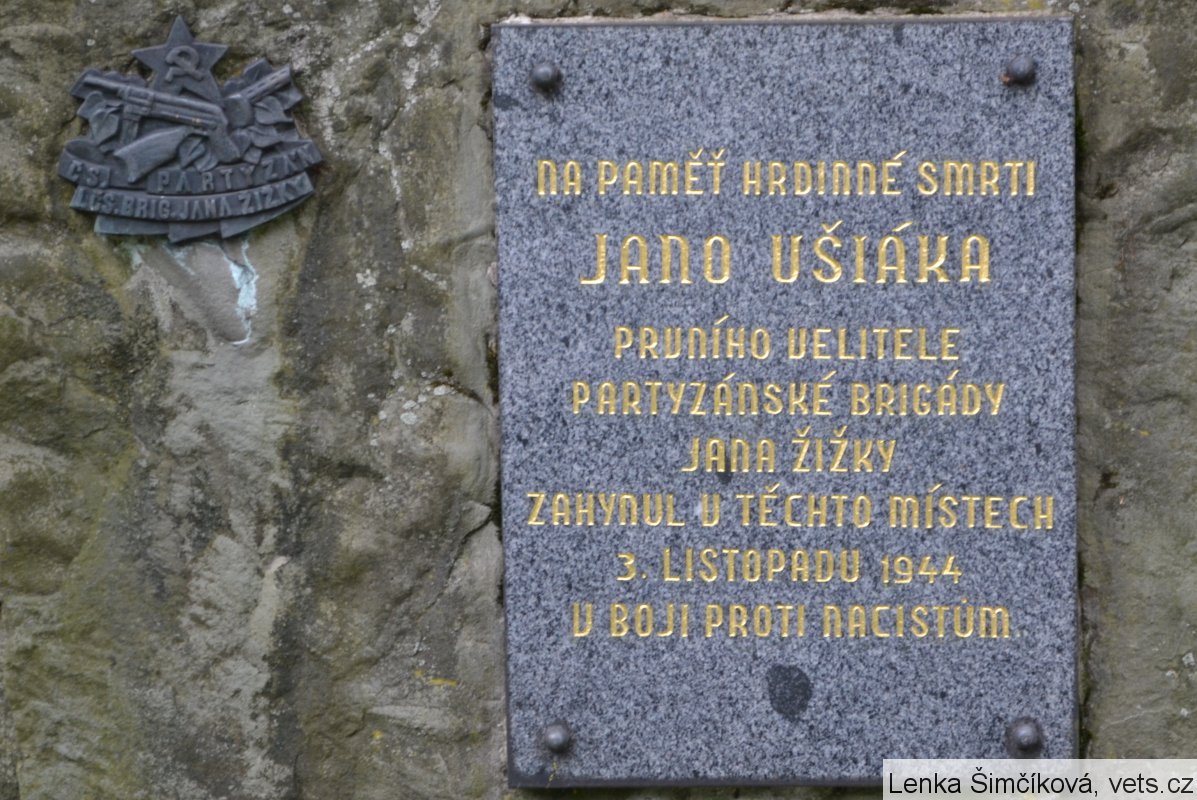 ČS. PARTYZÁN
1.ČS. BRIG. JANA ŽIŽKY
NA PAMĚŤ HRDINNÉ SMRTI
JANO UŠIÁKA
PRVNÍHO VELITELE
PARTYZÁNSKÉ BRIGÁDY
JANA ŽIŽKY
ZAHYNUL V TĚCHTO MÍSTECH
3. LISTOPADU 1944
V BOJI PROTI NACISTŮM.
Lenka Šimčíková, vets.cz